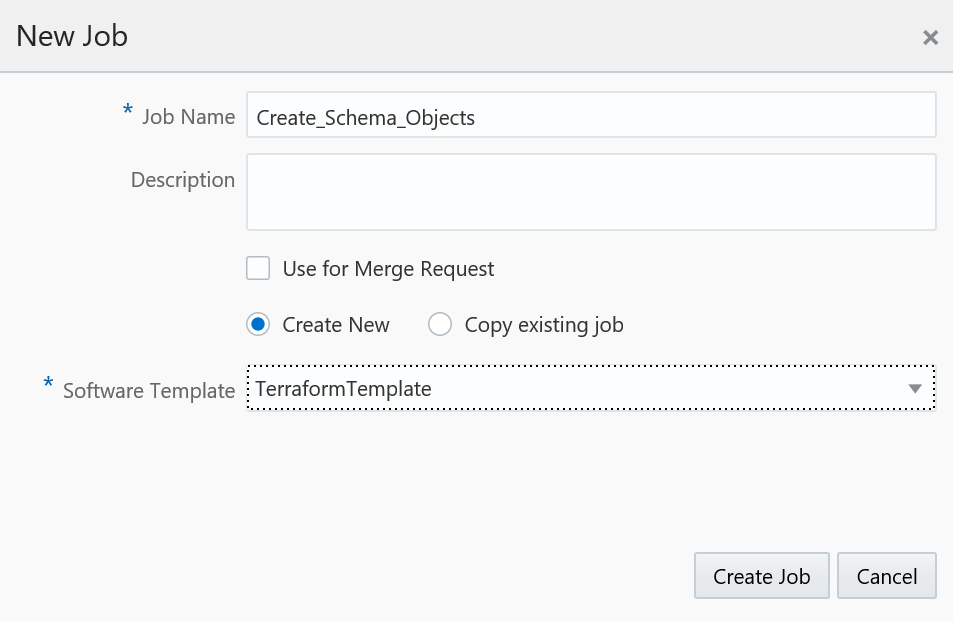 New Job
* Job Name Create_Schema_Objects
Description
Use for Merge Request
Create New Copy existing job
* Software Template TerraformTemplate
Create Job Cancel